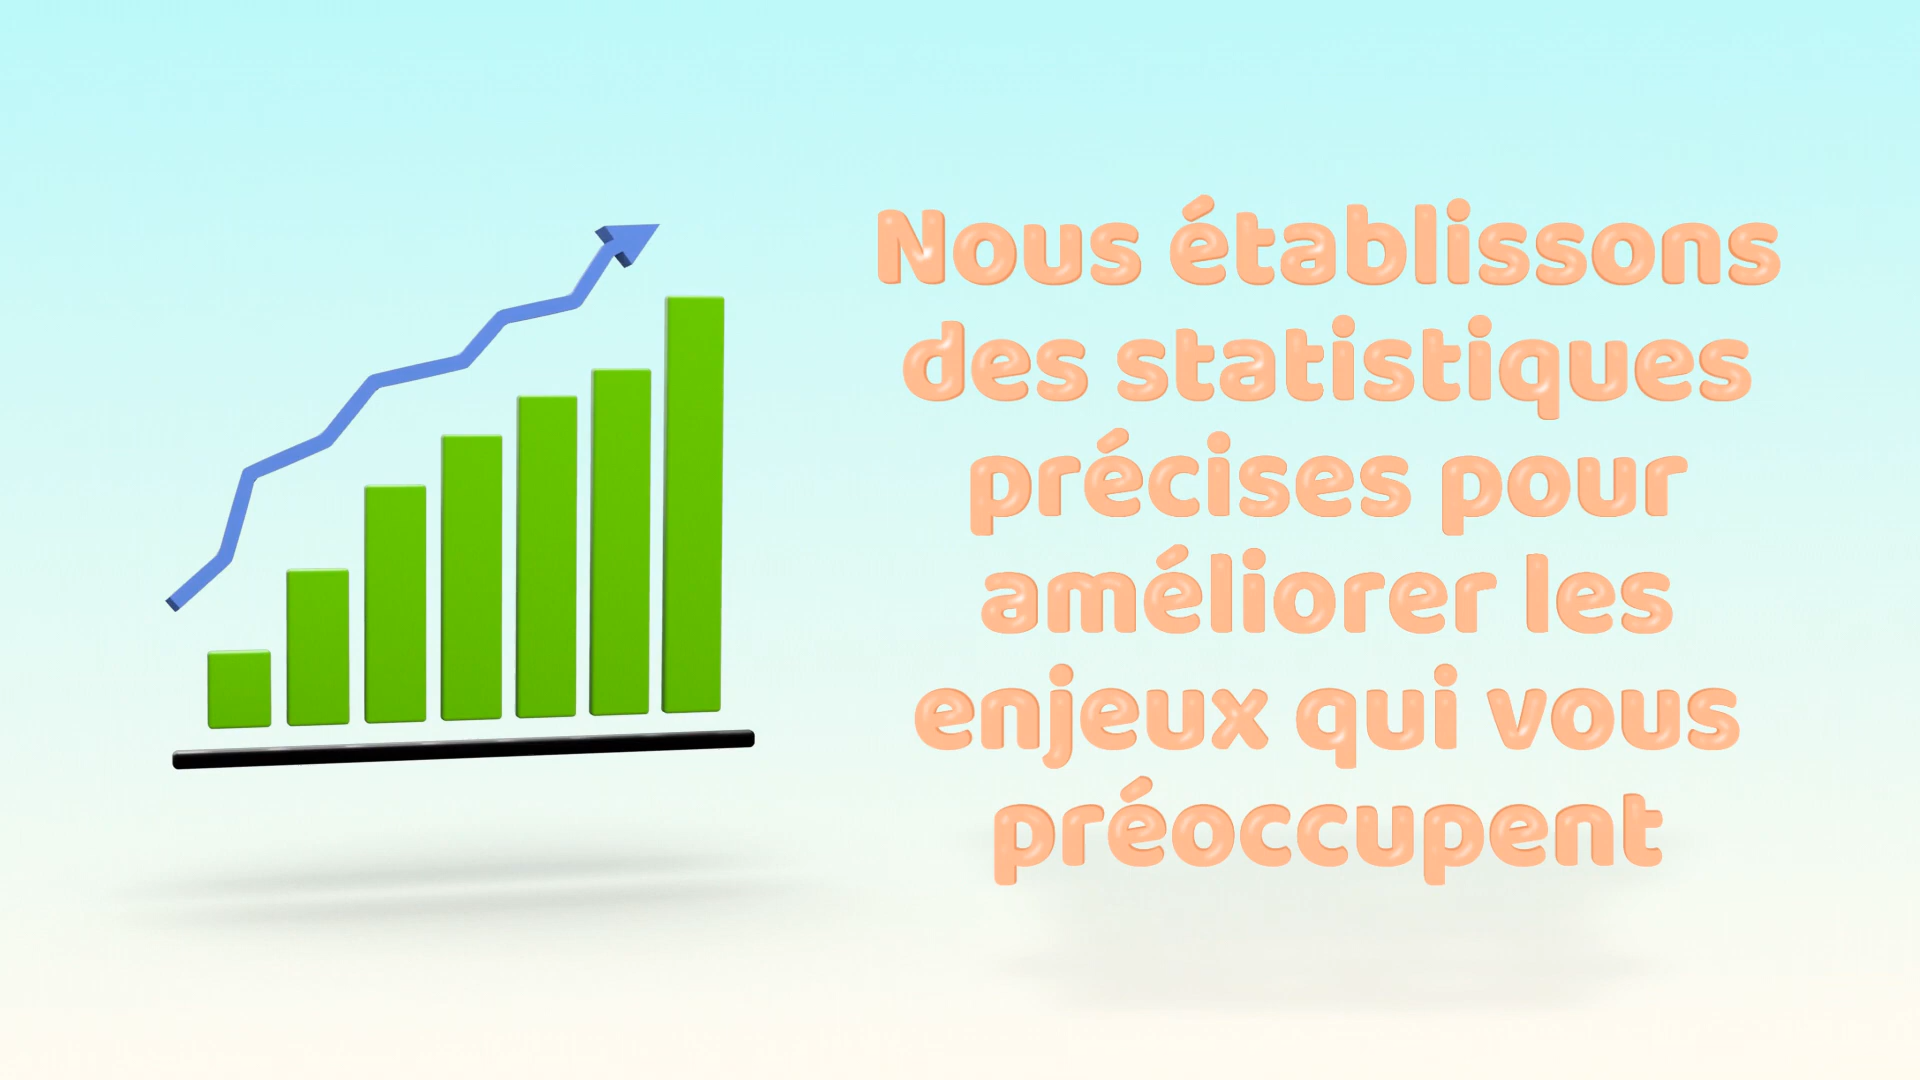 Nous établissons
des statistiques
précises pour
améliorer les
enjeux qui vous
préoccupent